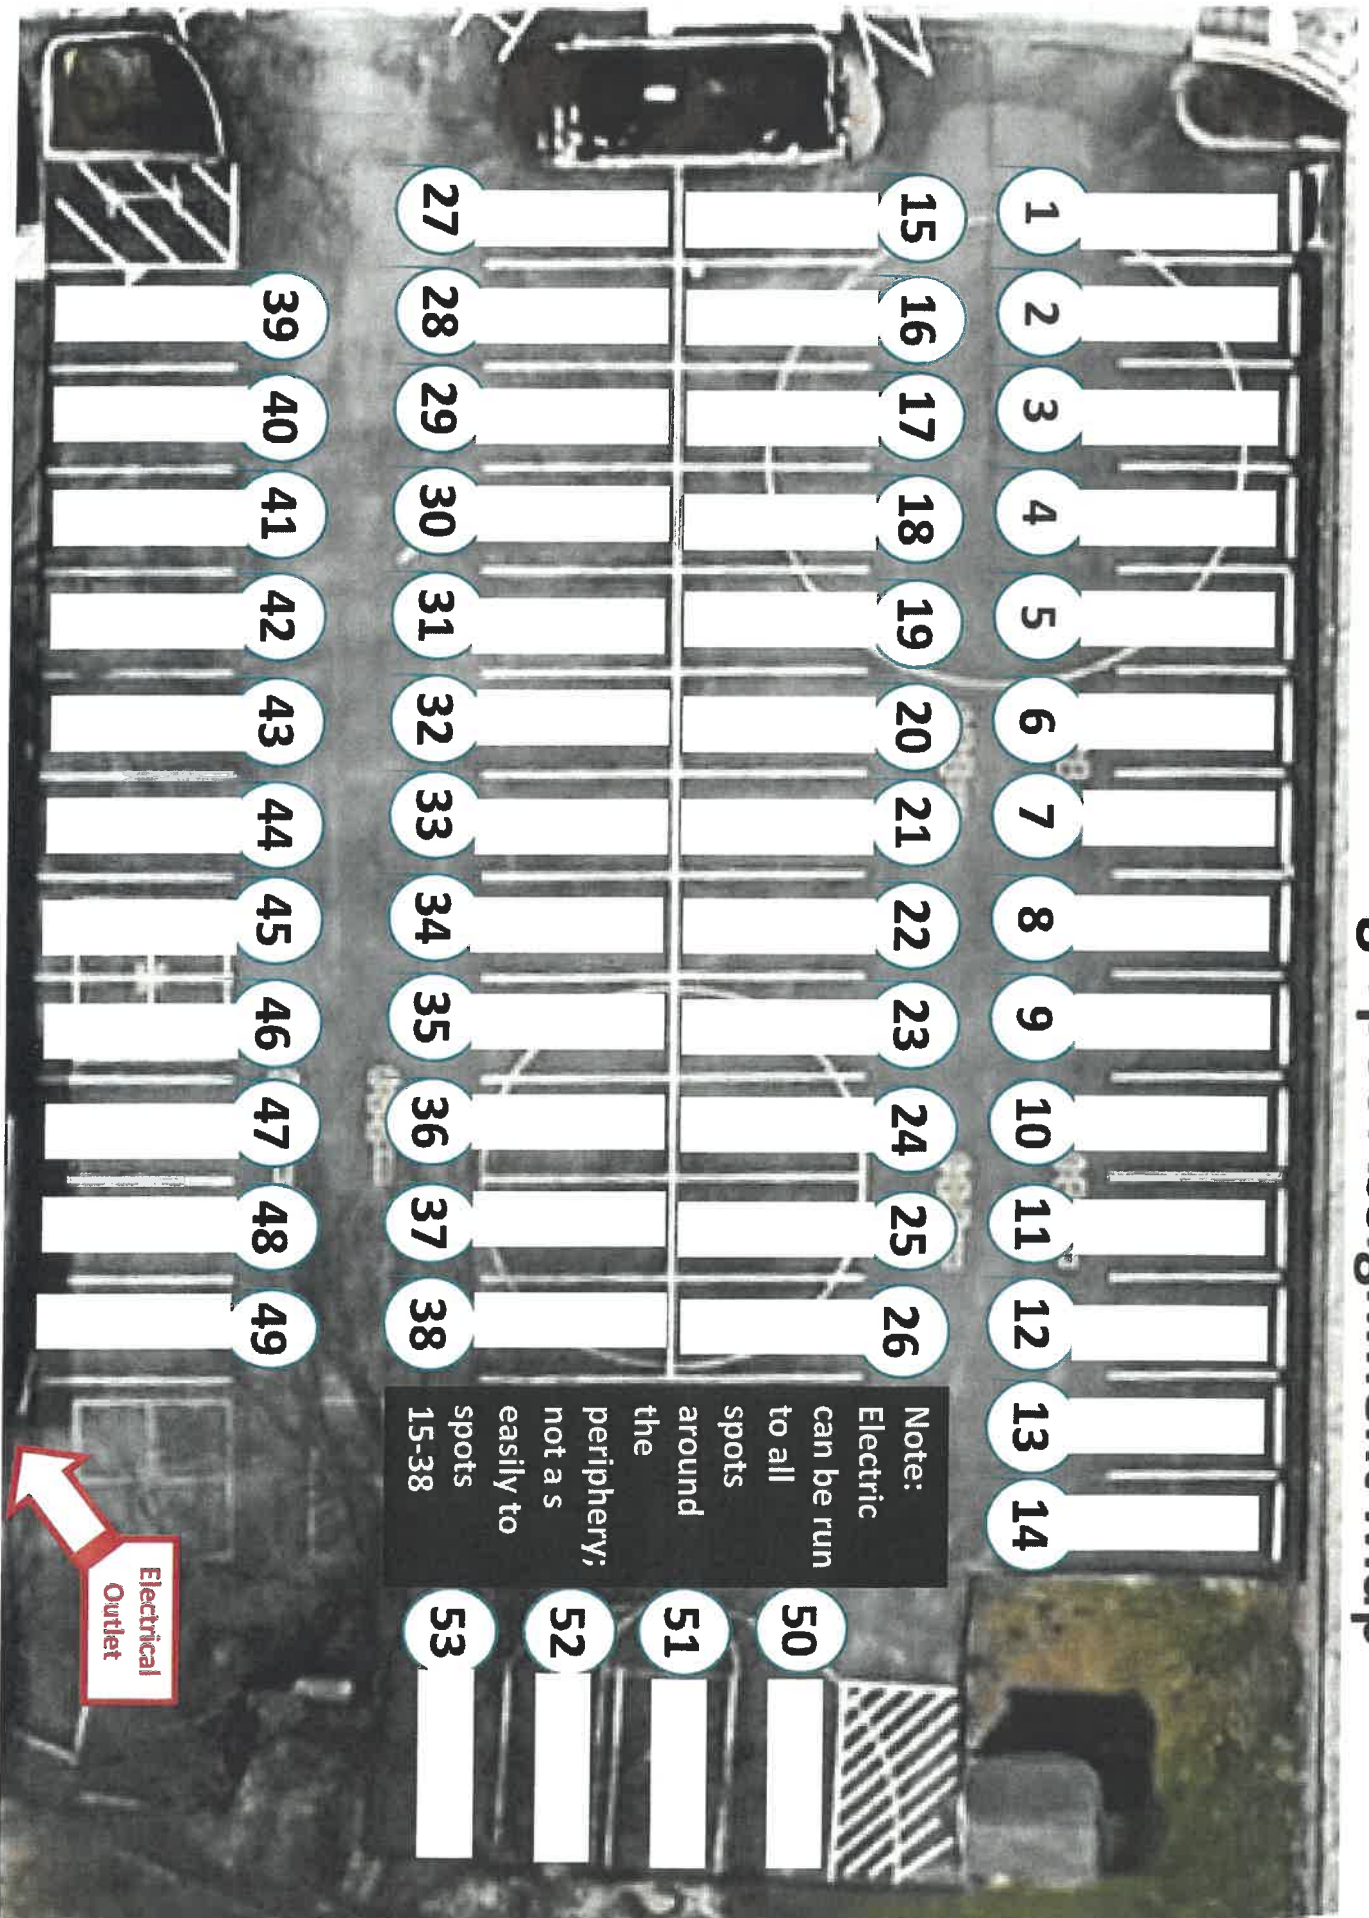 1 2 3 4 5 6 7 8 9 10 11 12 13 14
15 16 17 18 19 20 21 22 23 24 25 26
27 28 29 30 31 32 33 34 35 36 37 38
39 40 41 42 43 44 45 46 47 48 49
Note:
Electric
can be run
to all
spots
around
the
periphery;
not a s
easily to
spots
15-38
50
51
52
53
Electrical
Outlet